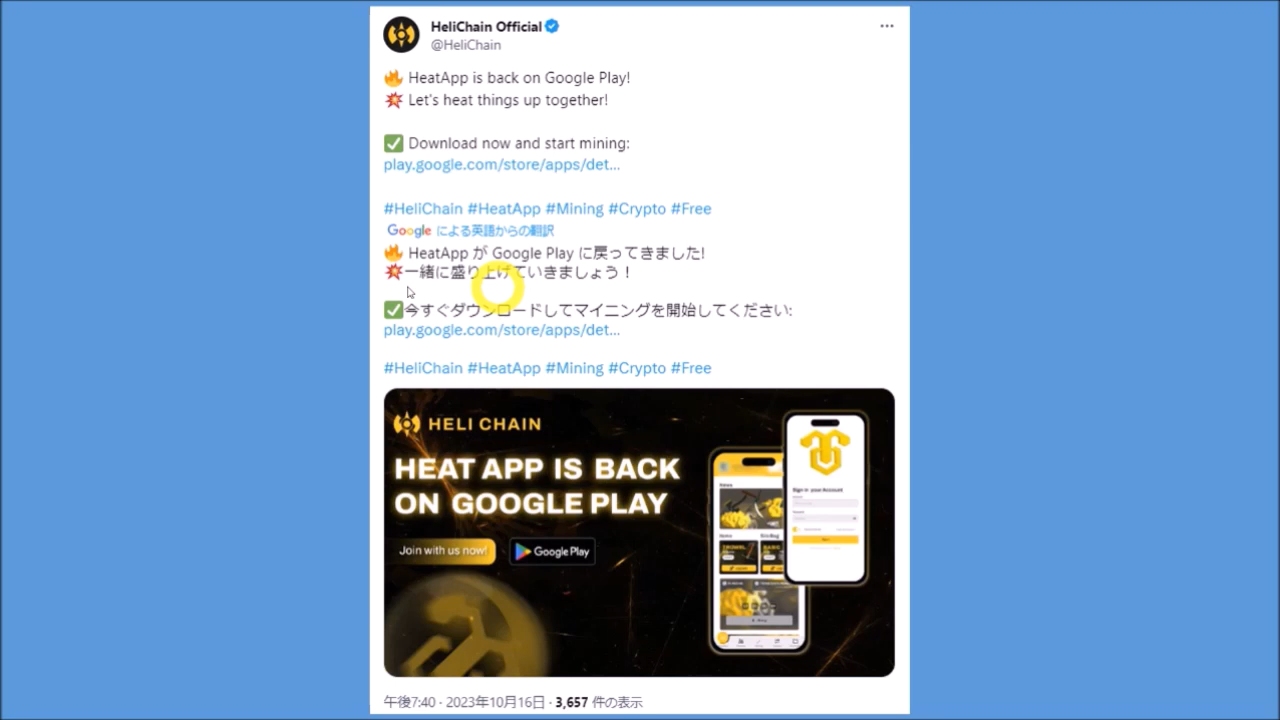 HeliChain Official
@HeliChain
🔥 HeatApp is back on Google Play!
💥 Let's heat things up together!
✅ Download now and start mining:
play.google.com/store/apps/det...
#HeliChain #HeatApp #Mining #Crypto #Free
Google による英語からの翻訳
🔥 HeatApp が Google Play に戻ってきました!
💥一緒に盛り上げていきましょう！
✅今すぐダウンロードしてマイニングを開始してください:
play.google.com/store/apps/det...
#HeliChain #HeatApp #Mining #Crypto #Free
HELI CHAIN
HEAT APP IS BACK
ON GOOGLE PLAY
Join with us now!
Google Play
News
Sign in your Account
午後7:40 · 2023年10月16日 · 3,657 件の表示